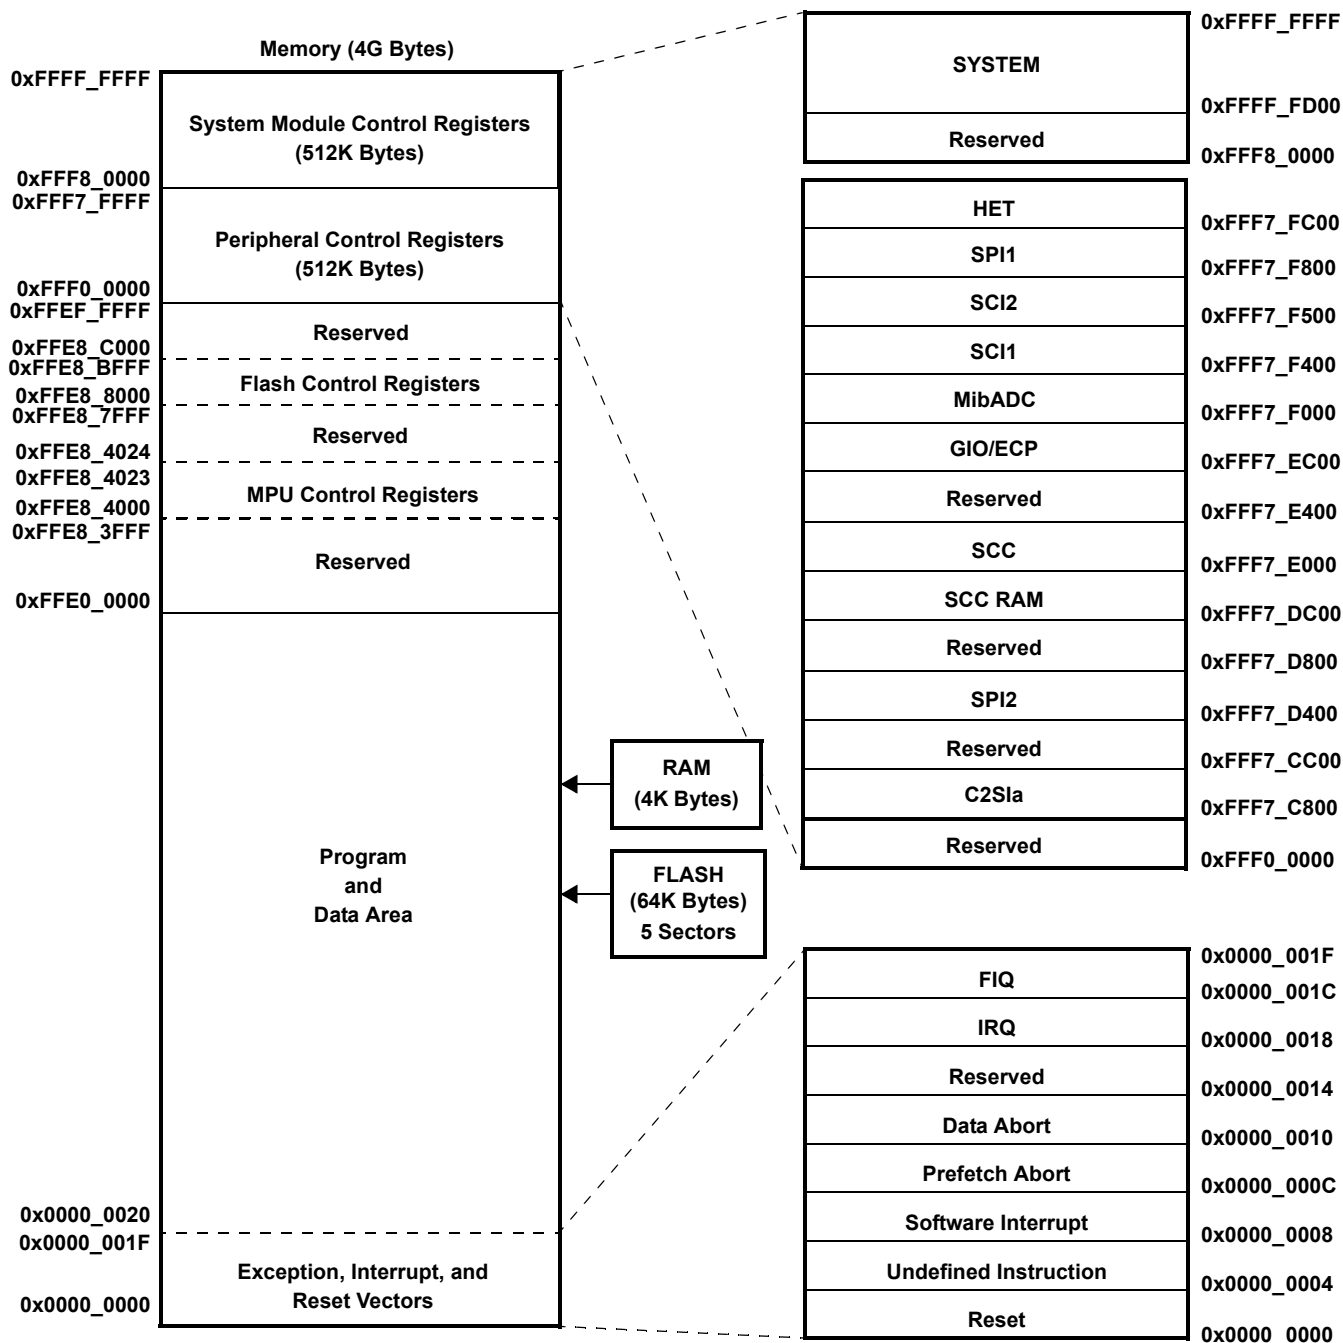 Memory (4G Bytes)
0xFFFF_FFFF
System Module Control Registers
(512K Bytes)
0xFFF8_0000
0xFFF7_FFFF
Peripheral Control Registers
(512K Bytes)
0xFFF0_0000
0xFFEF_FFFF
Reserved
0xFFE8_C000
0xFFE8_BFFF
Flash Control Registers
0xFFE8_8000
0xFFE8_7FFF
Reserved
0xFFE8_4024
0xFFE8_4023
MPU Control Registers
0xFFE8_4000
0xFFE8_3FFF
Reserved
0xFFE0_0000
Program
and
Data Area
RAM
(4K Bytes)
FLASH
(64K Bytes)
5 Sectors
0x0000_0020
0x0000_001F
Exception, Interrupt, and
Reset Vectors
0x0000_0000
0xFFFF_FFFF
SYSTEM
0xFFFF_FD00
Reserved
0xFFF8_0000
HET
0xFFF7_FC00
SPI1
0xFFF7_F800
SCI2
0xFFF7_F500
SCI1
0xFFF7_F400
MibADC
0xFFF7_F000
GIO/ECP
0xFFF7_EC00
Reserved
0xFFF7_E400
SCC
0xFFF7_E000
SCC RAM
0xFFF7_DC00
Reserved
0xFFF7_D800
SPI2
0xFFF7_D400
Reserved
0xFFF7_CC00
C2SIa
0xFFF7_C800
Reserved
0xFFF0_0000
0x0000_001F
FIQ
0x0000_001C
IRQ
0x0000_0018
Reserved
0x0000_0014
Data Abort
0x0000_0010
Prefetch Abort
0x0000_000C
Software Interrupt
0x0000_0008
Undefined Instruction
0x0000_0004
Reset
0x0000_0000